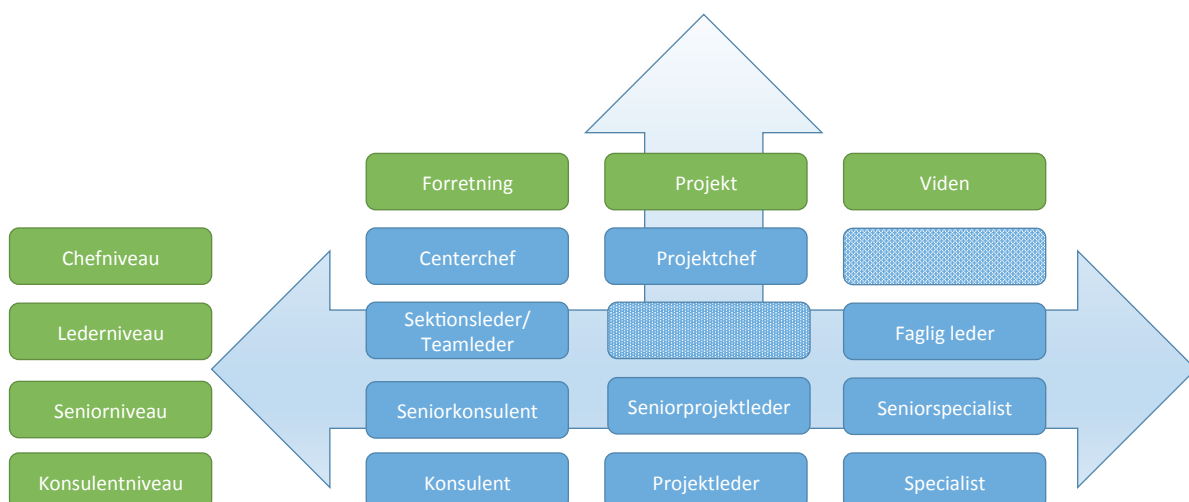 Forretning
Projekt
Viden
Chefniveau
Centerchef
Projektchef
Lederniveau
Sektionsleder/
Teamleder
Faglig leder
Seniorniveau
Seniorkonsulent
Seniorprojektleder
Seniorspecialist
Konsulentniveau
Konsulent
Projektleder
Specialist